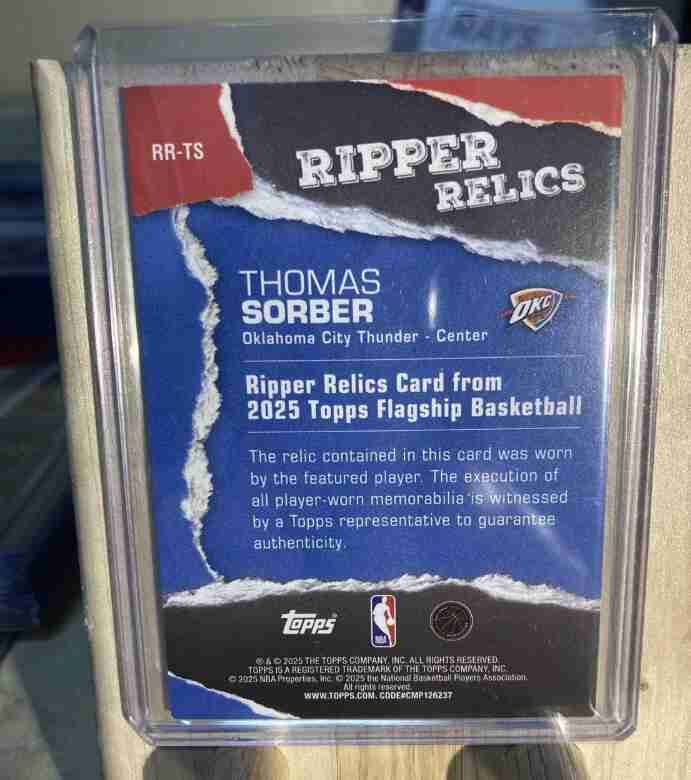 RR-TS
RIPPER
RELICS
THOMAS
SORBER
OKC
Oklahoma City Thunder - Center
Ripper Relics Card from
2025 Topps Flagship Basketball
The relic contained in this card was worn
by the featured player. The execution of
all player-worn memorabilia is witnessed
by a Topps representative to guarantee
authenticity.
TOPPS
NBA
® & © 2025 THE TOPPS COMPANY, INC. ALL RIGHTS RESERVED.
TOPPS IS A REGISTERED TRADEMARK OF THE TOPPS COMPANY, INC.
© 2025 NBA Properties, Inc. © 2025 the National Basketball Players Association.
All rights reserved.
WWW.TOPPS.COM. CODE#CMP126237